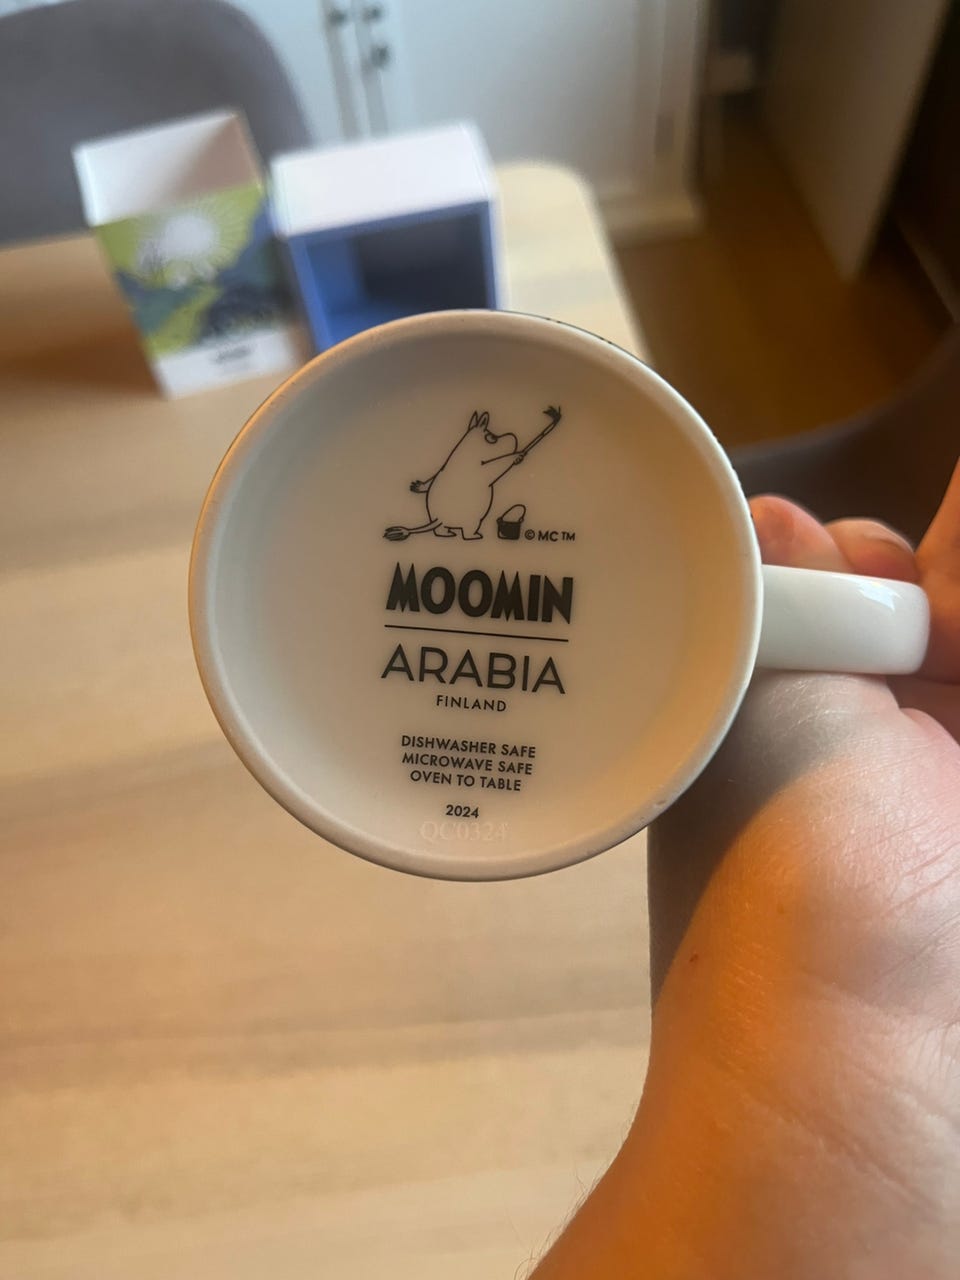 © MC ™
MOOMIN
ARABIA
FINLAND
DISHWASHER SAFE
MICROWAVE SAFE
OVEN TO TABLE
2024
QC0324